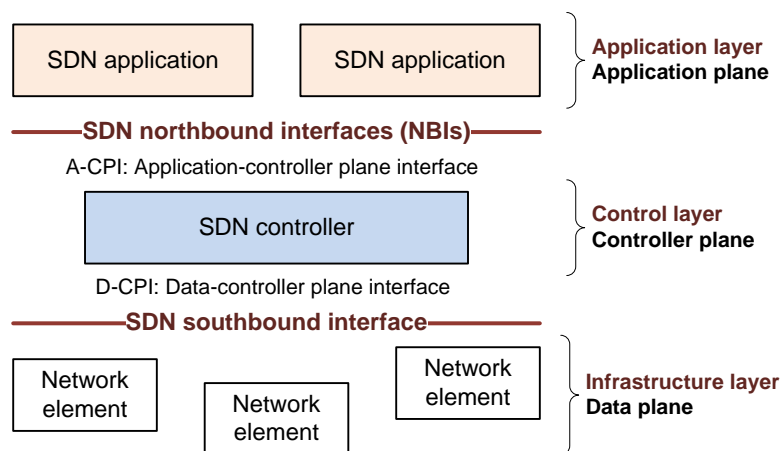 SDN application
SDN application
Application layer
Application plane
SDN northbound interfaces (NBIs)
A-CPI: Application-controller plane interface
SDN controller
Control layer
Controller plane
D-CPI: Data-controller plane interface
SDN southbound interface
Network
element
Network
element
Network
element
Infrastructure layer
Data plane